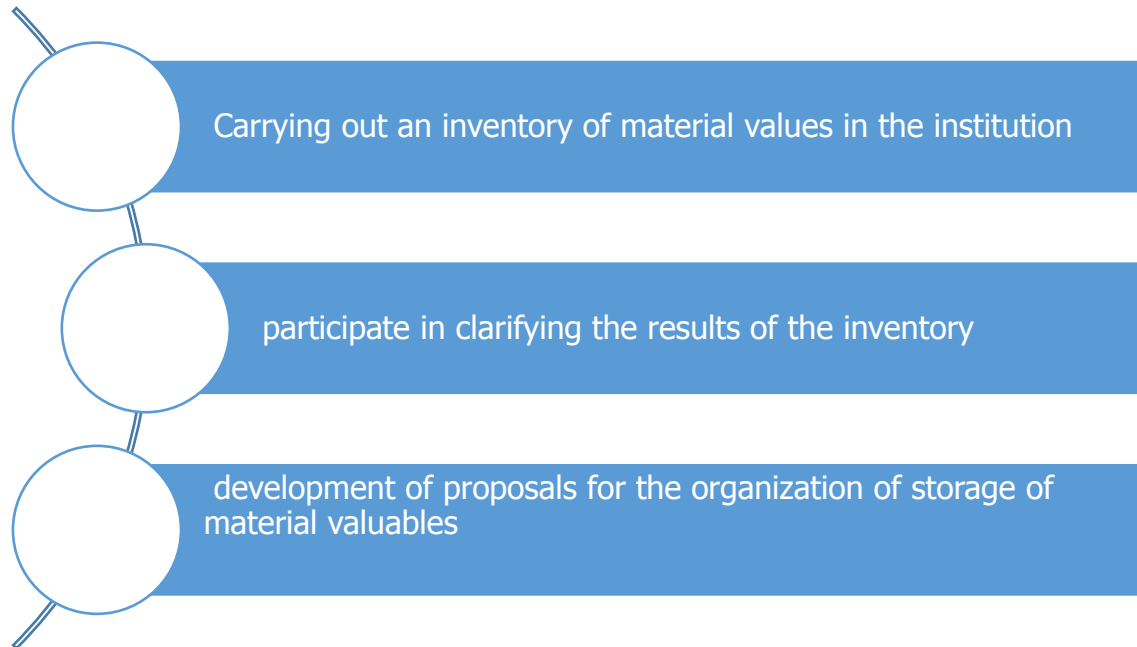 Carrying out an inventory of material values in the institution
participate in clarifying the results of the inventory
development of proposals for the organization of storage of
material valuables